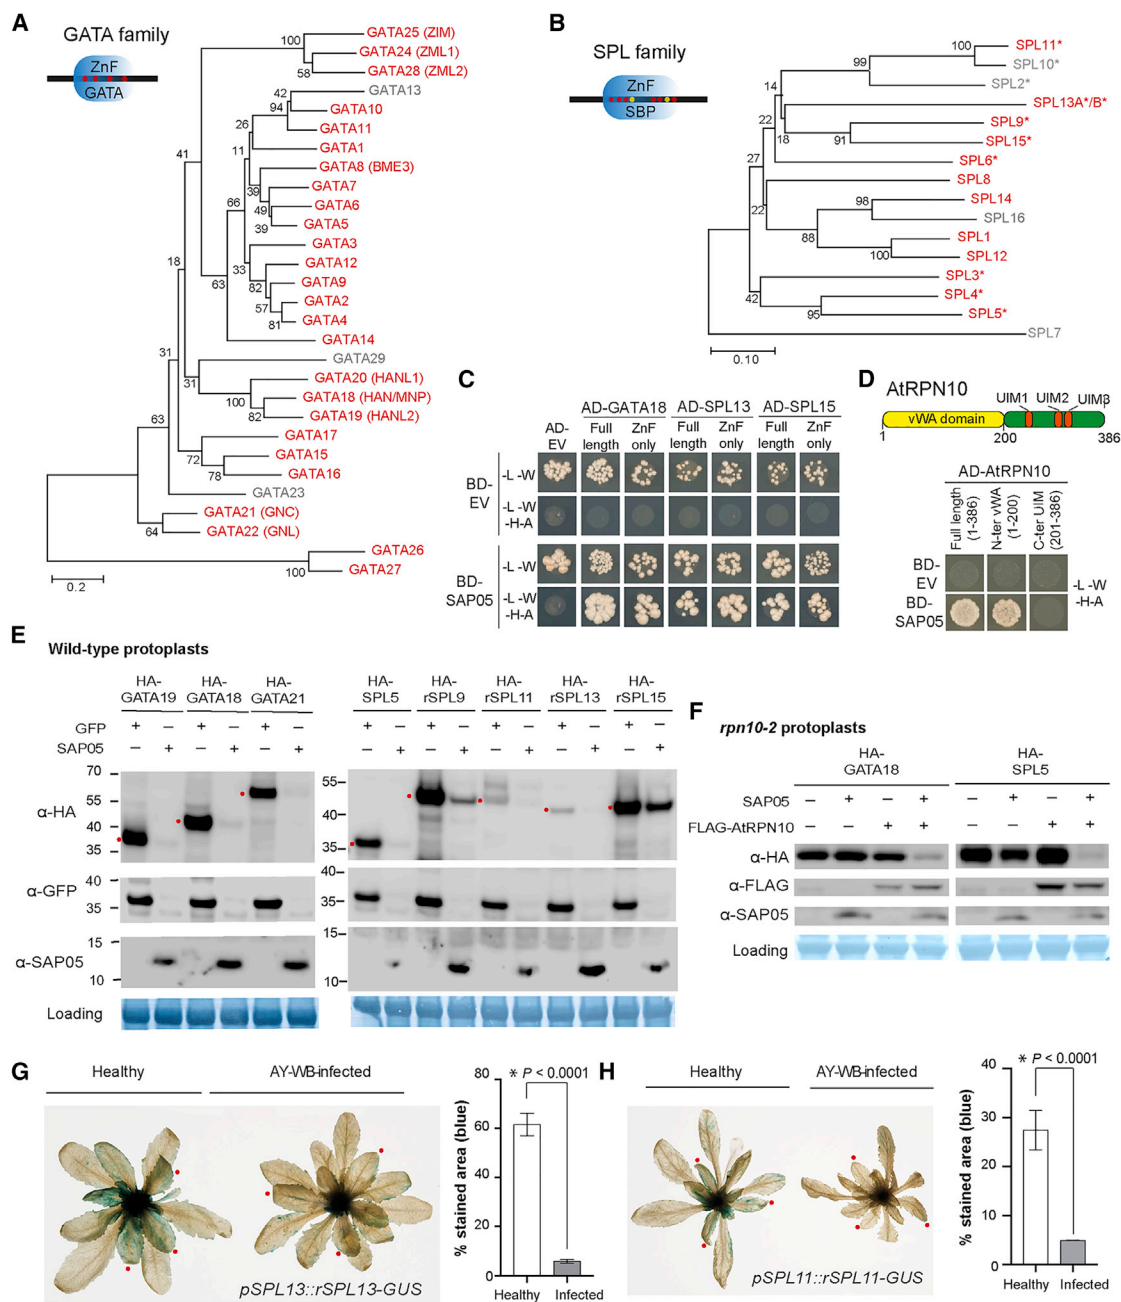 A
GATA family
ZnF
GATA
GATA25 (ZIM)
GATA24 (ZML1)
GATA28 (ZML2)
GATA13
GATA10
GATA11
GATA1
GATA8 (BME3)
GATA7
GATA6
GATA5
GATA3
GATA12
GATA9
GATA2
GATA4
GATA14
GATA29
GATA20 (HANL1)
GATA18 (HAN/MNP)
GATA19 (HANL2)
GATA17
GATA15
GATA16
GATA23
GATA21 (GNC)
GATA22 (GNL)
GATA26
GATA27
100
58
42
94
26
11
39
49
39
66
33
82
57
81
41
63
18
31
31
100
82
63
72
78
64
100
0.2
B
SPL family
ZnF
SBP
SPL11*
SPL10*
SPL2*
SPL13A*/B*
SPL9*
SPL15*
SPL6*
SPL8
SPL14
SPL16
SPL1
SPL12
SPL3*
SPL4*
SPL5*
SPL7
100
99
14
22
18
91
27
22
98
88
100
42
95
0.10
C
AD-GATA18 AD-SPL13 AD-SPL15
AD-EV
Full length
ZnF only
Full length
ZnF only
Full length
ZnF only
BD-EV
-L -W
-L -W
-H-A
BD-SAP05
-L -W
-L -W
-H-A
D
AtRPN10
UIM1 UIM2 UIMβ
vWA domain
1 200 386
AD-AtRPN10
Full length (1-386)
N-ter vWA (1-200)
C-ter UIM (201-386)
BD-EV
BD-SAP05
-L -W
-H-A
E
Wild-type protoplasts
HA-GATA19
HA-GATA18
HA-GATA21
HA-SPL5
HA-rSPL9
HA-rSPL11
HA-rSPL13
HA-rSPL15
GFP + – + – + – + – + – + – + – + –
SAP05 – + – + – + – + – + – + – + – +
α-HA
70
55
40
35
55
40
35
α-GFP
40
35
40
35
α-SAP05
15
10
15
10
Loading
F
rpn10-2 protoplasts
HA-GATA18
HA-SPL5
SAP05 – + – + – + – +
FLAG-AtRPN10 – – + + – – + +
α-HA
α-FLAG
α-SAP05
Loading
G
Healthy AY-WB-infected
pSPL13::rSPL13-GUS
% stained area (blue)
80
60
40
20
0
* P < 0.0001
Healthy Infected
H
Healthy AY-WB-infected
pSPL11::rSPL11-GUS
% stained area (blue)
40
30
20
10
0
* P < 0.0001
Healthy Infected